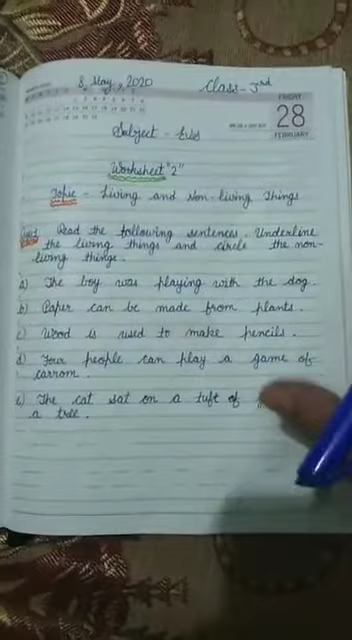 8, May, 2020
Class - 3rd
FRIDAY
28
FEBRUARY
Subject - EVS
Worksheet "2"
Topic - Living and Non-living Things
Read the following sentences. Underline
the living things and circle the non-
living things.
a) The boy was playing with the dog.
b) Paper can be made from plants.
c) Wood is used to make pencils.
d) Four people can play a game of
carrom.
e) The cat sat on a tuft of
a tree.